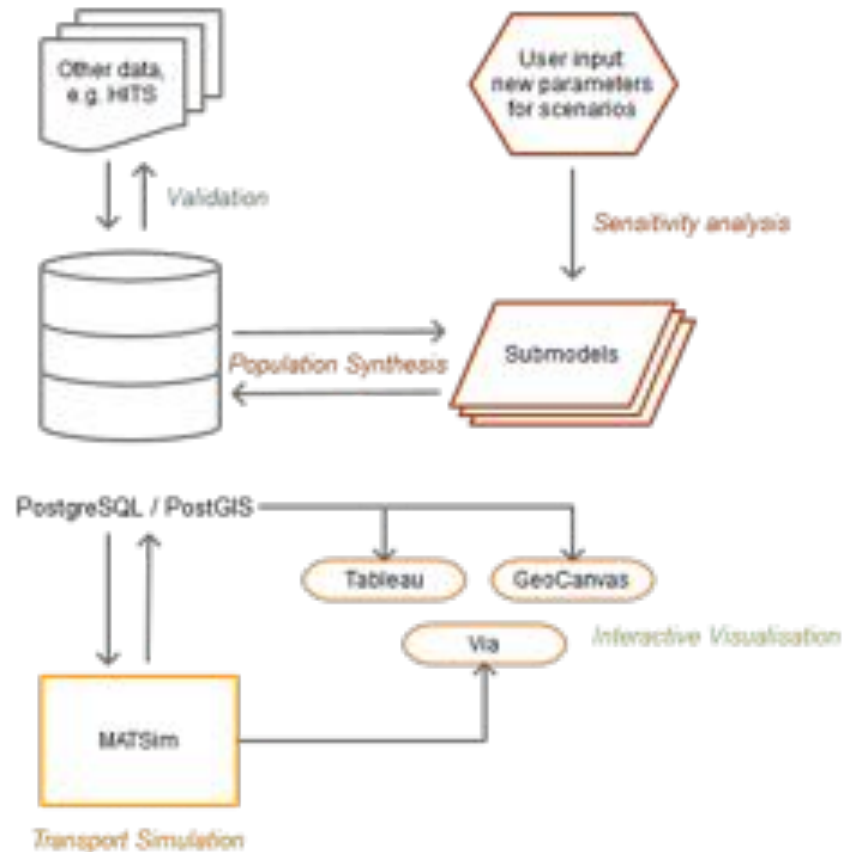 Other data,
e.g. HITS
User input
new parameters
for scenarios
Validation
Sensitivity analysis
Population Synthesis
Submodels
PostgreSQL / PostGIS
Tableau
GeoCanvas
Via
Interactive Visualisation
MATSim
Transport Simulation